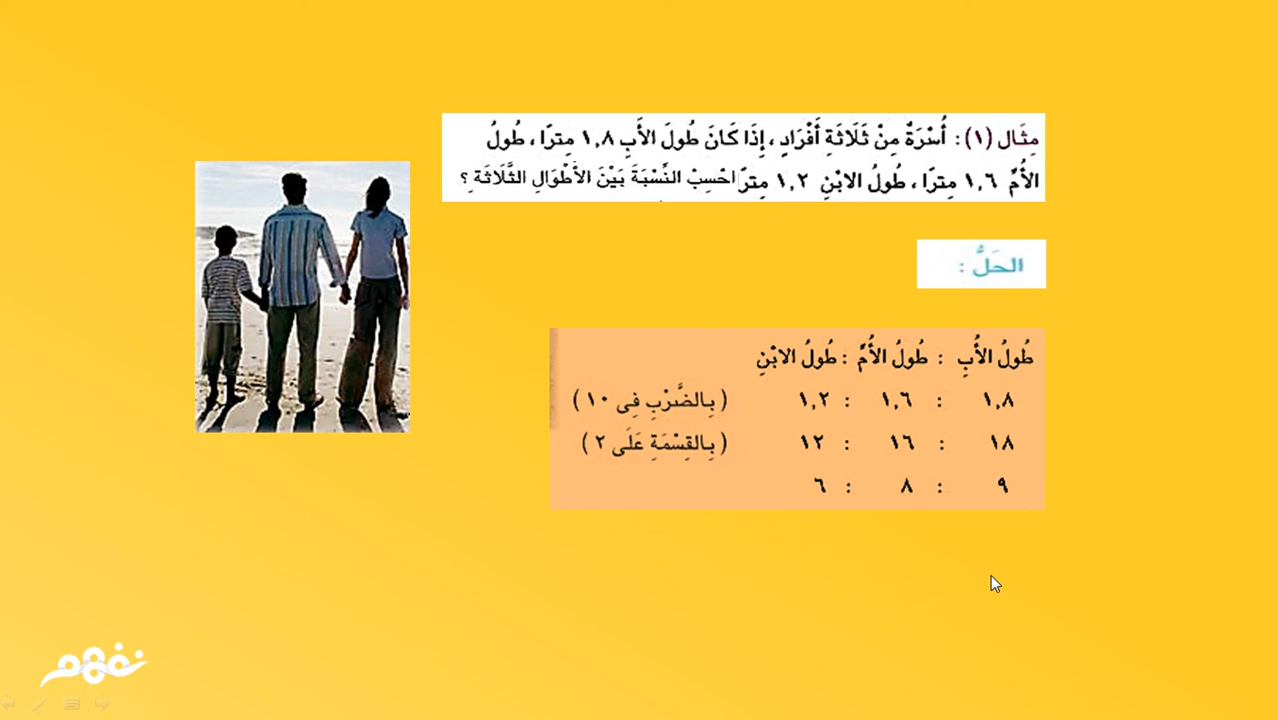 مِثَال (١) : أُسْرَةٌ مِنْ ثَلَاثَةِ أَفْرَادٍ ، إِذَا كَانَ طُولَ الأَبِ ١,٨ مِترًا ، طُولُ
الأُمِّ ١,٦ مِترًا ، طُولُ الابْنِ ١,٢ مِترً احْسِبْ النِّسْبَةَ بَيْنَ الأَطْوَالِ الثَّلَاثَة ؟
الحَلُّ :
طُولُ الأَبِ : طُولُ الأُمِّ : طُولُ الابْنِ
١,٨ : ١,٦ : ١,٢ ( بِالضَّرْبِ فِى ١٠ )
١٨ : ١٦ : ١٢ ( بِالقِسْمَةِ عَلَى ٢ )
٩ : ٨ : ٦
نفهم